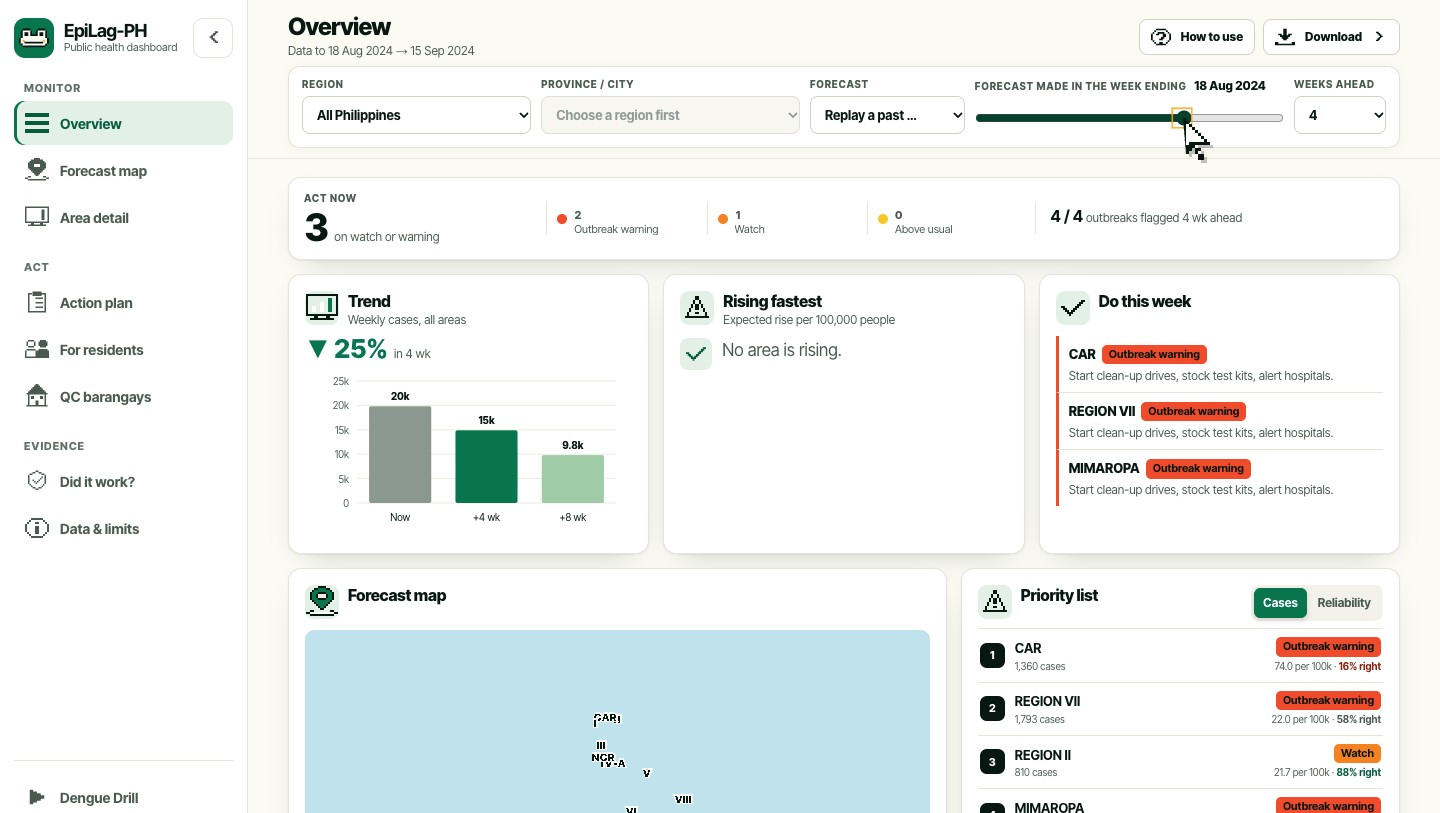 EpiLag-PH
Public health dashboard
MONITOR
Overview
Forecast map
Area detail
ACT
Action plan
For residents
QC barangays
EVIDENCE
Did it work?
Data & limits
Dengue Drill
Overview
Data to 18 Aug 2024 → 15 Sep 2024
How to use
Download
REGION
All Philippines
PROVINCE / CITY
Choose a region first
FORECAST
Replay a past ...
FORECAST MADE IN THE WEEK ENDING 18 Aug 2024
WEEKS AHEAD
4
ACT NOW
3 on watch or warning
2
Outbreak warning
1
Watch
0
Above usual
4 / 4 outbreaks flagged 4 wk ahead
Trend
Weekly cases, all areas
▼ 25% in 4 wk
25k
20k
15k
10k
5k
0
20k
15k
9.8k
Now
+4 wk
+8 wk
Rising fastest
Expected rise per 100,000 people
No area is rising.
Do this week
CAR Outbreak warning
Start clean-up drives, stock test kits, alert hospitals.
REGION VII Outbreak warning
Start clean-up drives, stock test kits, alert hospitals.
MIMAROPA Outbreak warning
Start clean-up drives, stock test kits, alert hospitals.
Forecast map
CAR
III
NCR
IV-A
V
VIII
VI
Priority list
Cases
Reliability
1
CAR
1,360 cases
Outbreak warning
74.0 per 100k · 16% right
2
REGION VII
1,793 cases
Outbreak warning
22.0 per 100k · 58% right
3
REGION II
810 cases
Watch
21.7 per 100k · 88% right
MIMAROPA
Outbreak warning